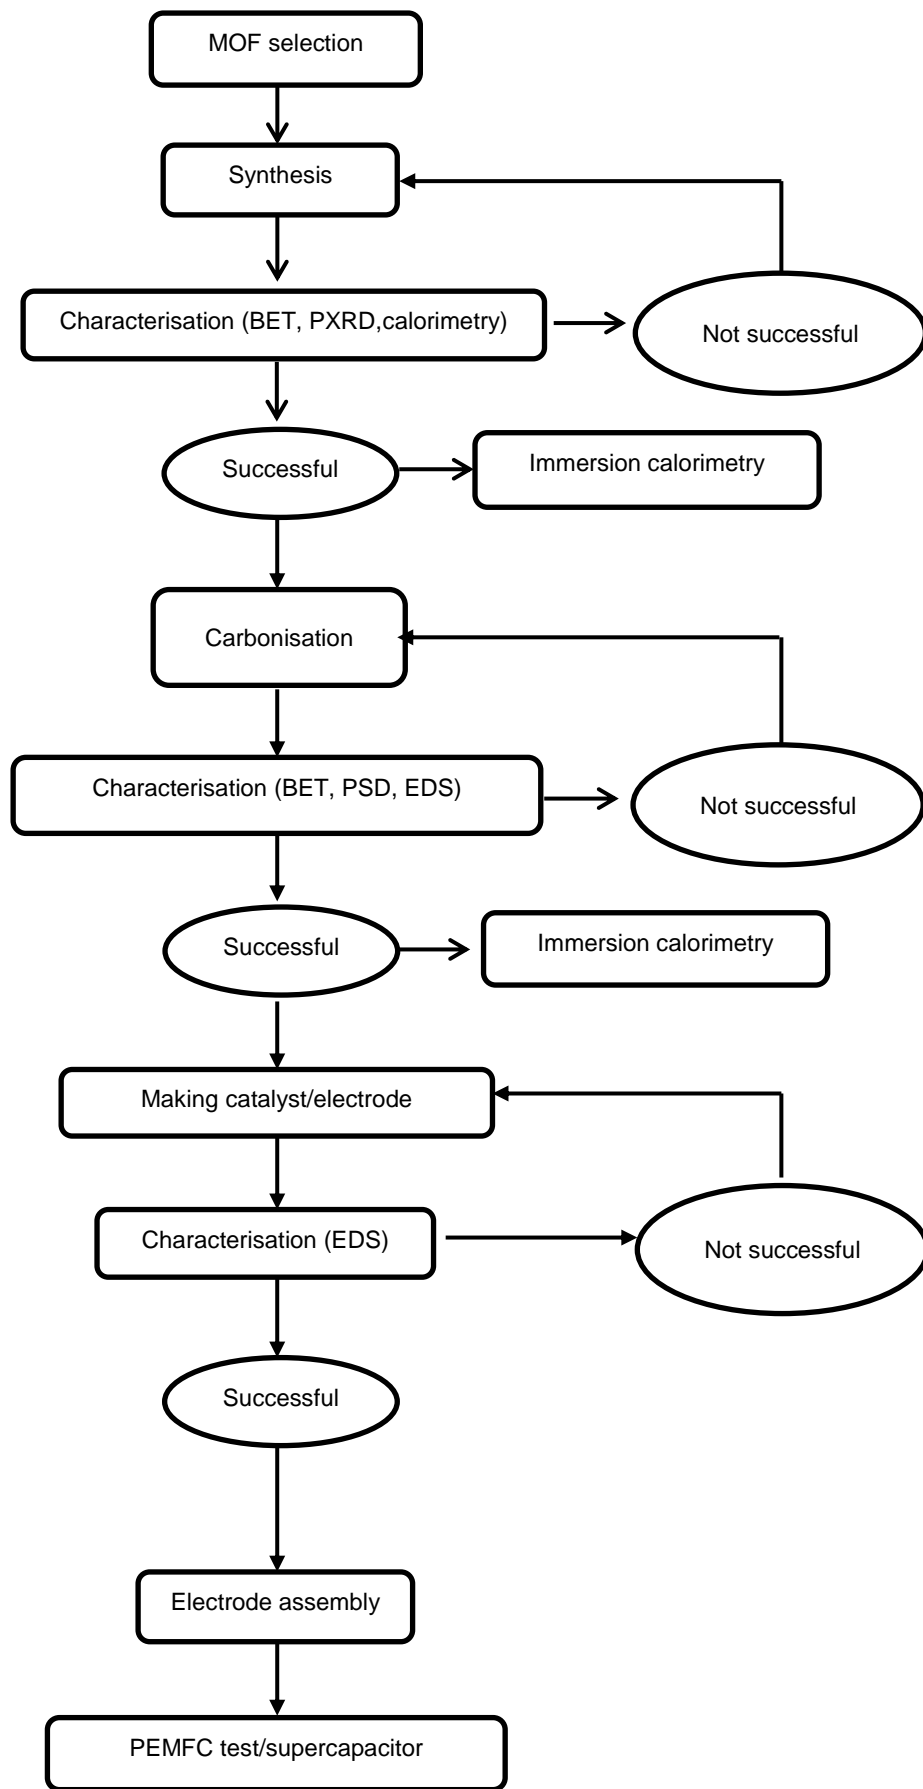 MOF selection
Synthesis
Characterisation (BET, PXRD,calorimetry)
Not successful
Successful
Immersion calorimetry
Carbonisation
Characterisation (BET, PSD, EDS)
Not successful
Successful
Immersion calorimetry
Making catalyst/electrode
Characterisation (EDS)
Not successful
Successful
Electrode assembly
PEMFC test/supercapacitor